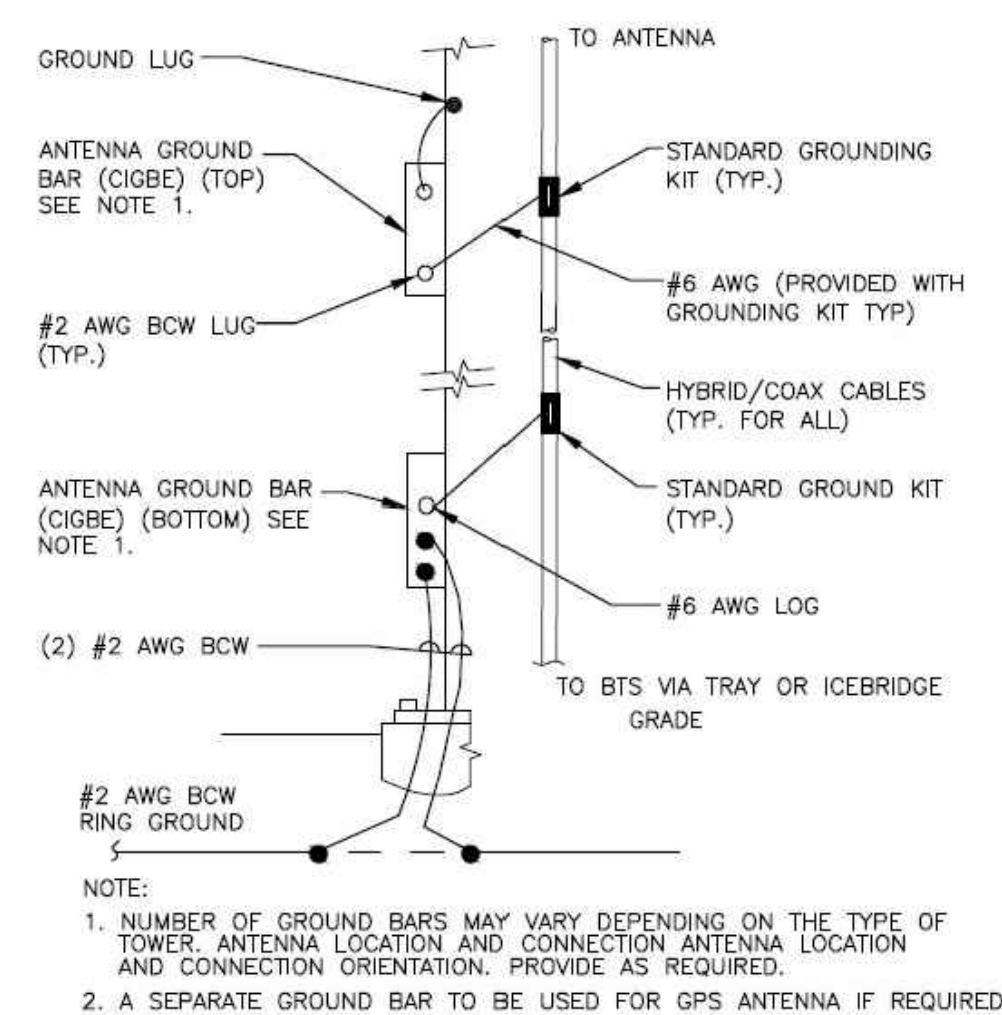 TO ANTENNA
GROUND LUG
ANTENNA GROUND
BAR (CIGBE) (TOP)
SEE NOTE 1.
STANDARD GROUNDING
KIT (TYP.)
#2 AWG BCW LUG
(TYP.)
#6 AWG (PROVIDED WITH
GROUNDING KIT TYP)
HYBRID/COAX CABLES
(TYP. FOR ALL)
ANTENNA GROUND BAR
(CIGBE) (BOTTOM) SEE
NOTE 1.
STANDARD GROUND KIT
(TYP.)
#6 AWG LOG
(2) #2 AWG BCW
TO BTS VIA TRAY OR ICEBRIDGE
GRADE
#2 AWG BCW
RING GROUND
NOTE:
1. NUMBER OF GROUND BARS MAY VARY DEPENDING ON THE TYPE OF
TOWER. ANTENNA LOCATION AND CONNECTION ANTENNA LOCATION
AND CONNECTION ORIENTATION. PROVIDE AS REQUIRED.
2. A SEPARATE GROUND BAR TO BE USED FOR GPS ANTENNA IF REQUIRED